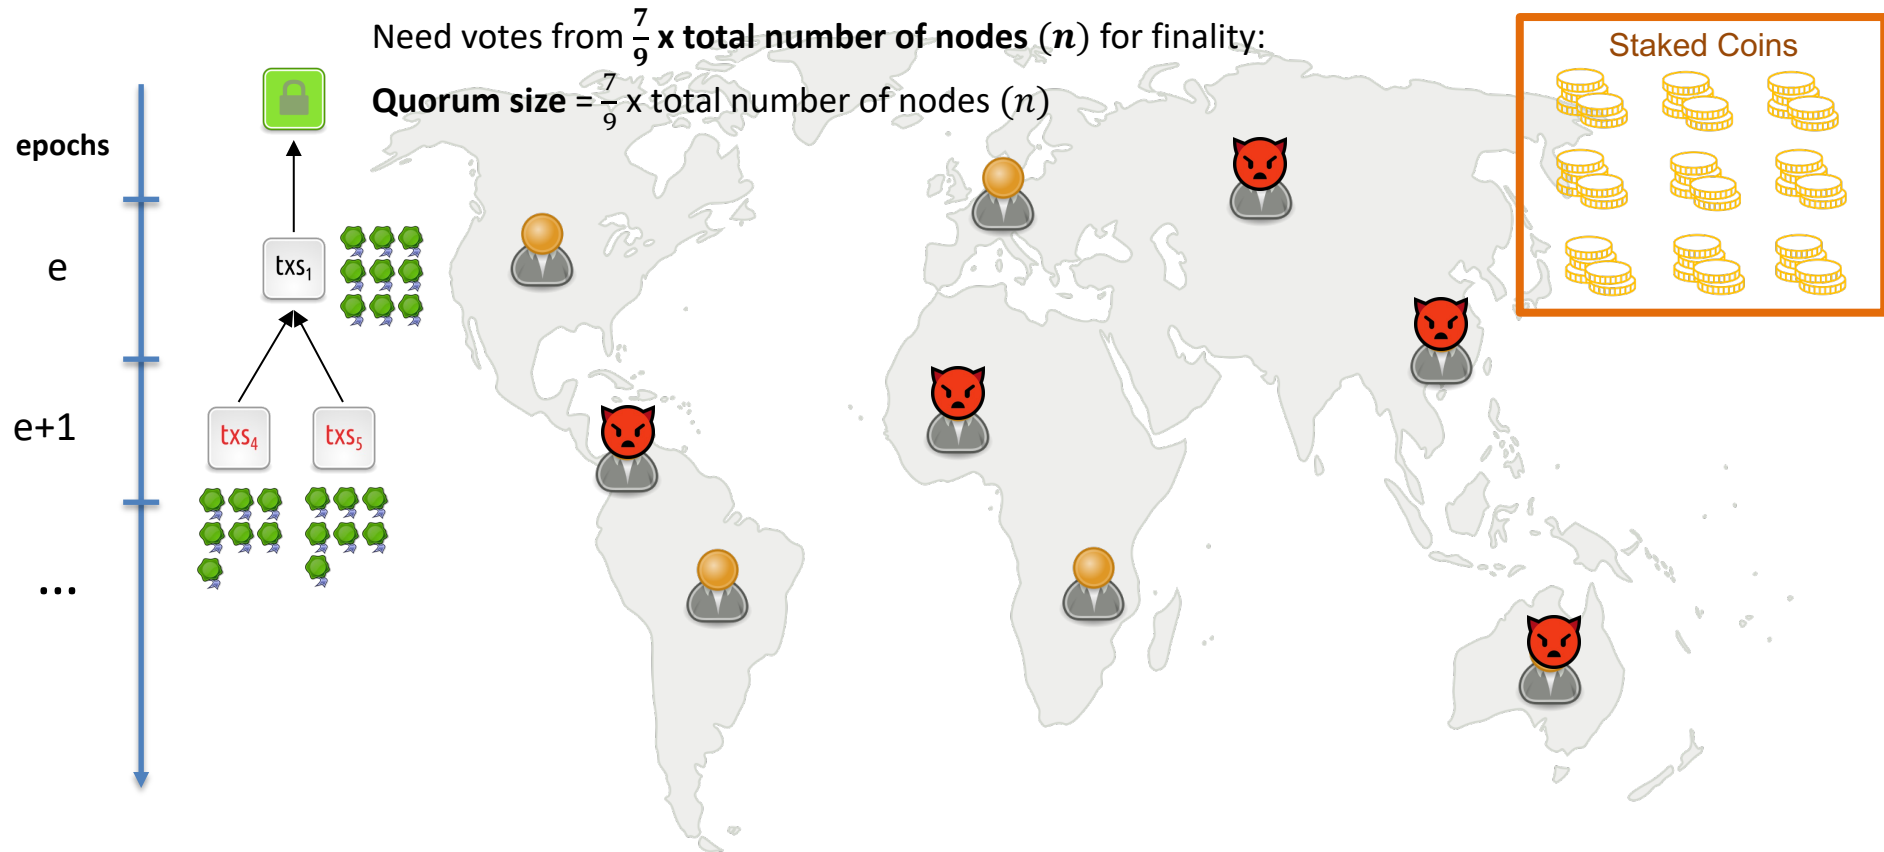 Need votes from 7/9 x total number of nodes (n) for finality:
Quorum size = 7/9 x total number of nodes (n)
Staked Coins
epochs
e
txs₁
e+1
txs₄
txs₅
...